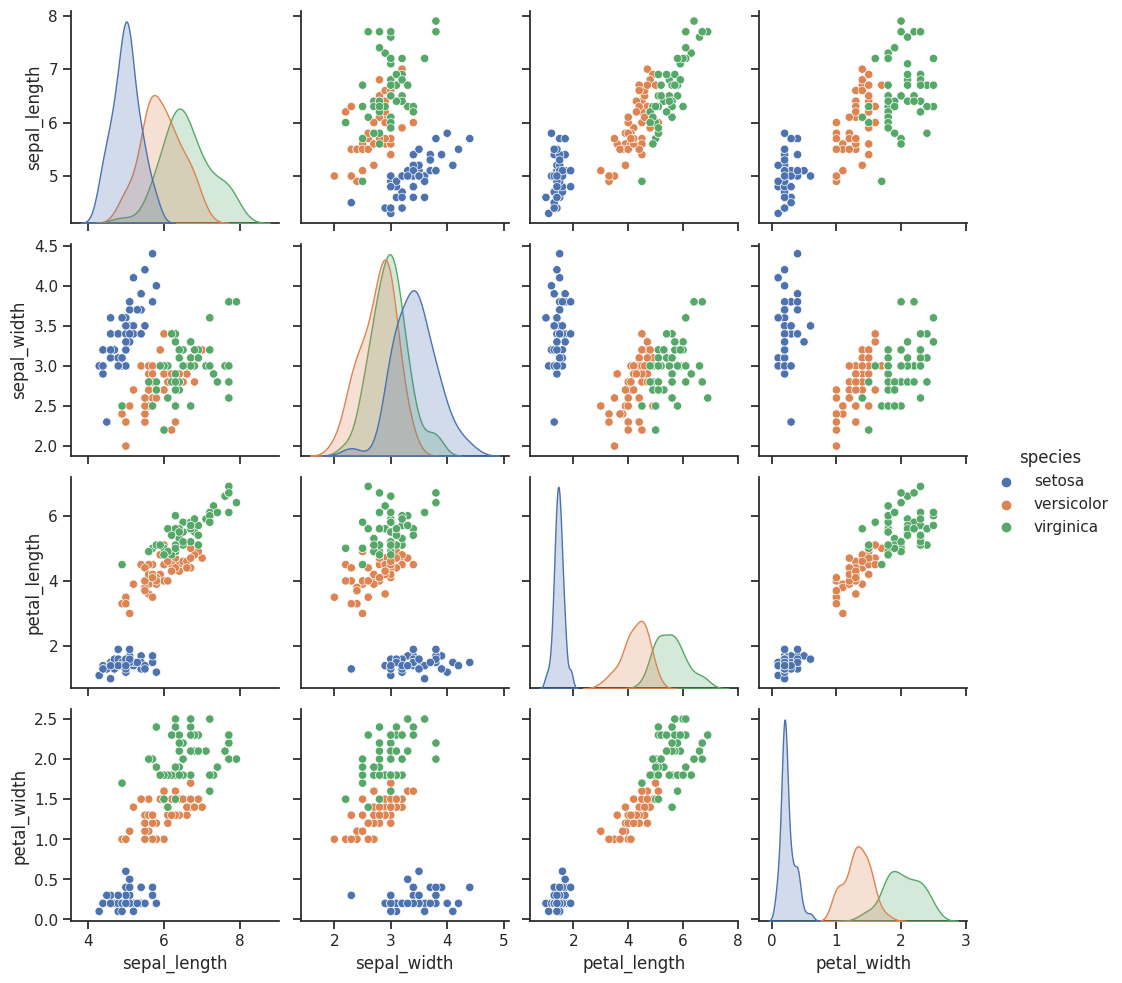 8
7
6
5
sepal_length
4.5
4.0
3.5
3.0
2.5
2.0
sepal_width
species
setosa
versicolor
virginica
6
4
2
petal_length
2.5
2.0
1.5
1.0
0.5
0.0
petal_width
4 6 8
2 3 4 5
2 4 6 8
0 1 2 3
sepal_length
sepal_width
petal_length
petal_width